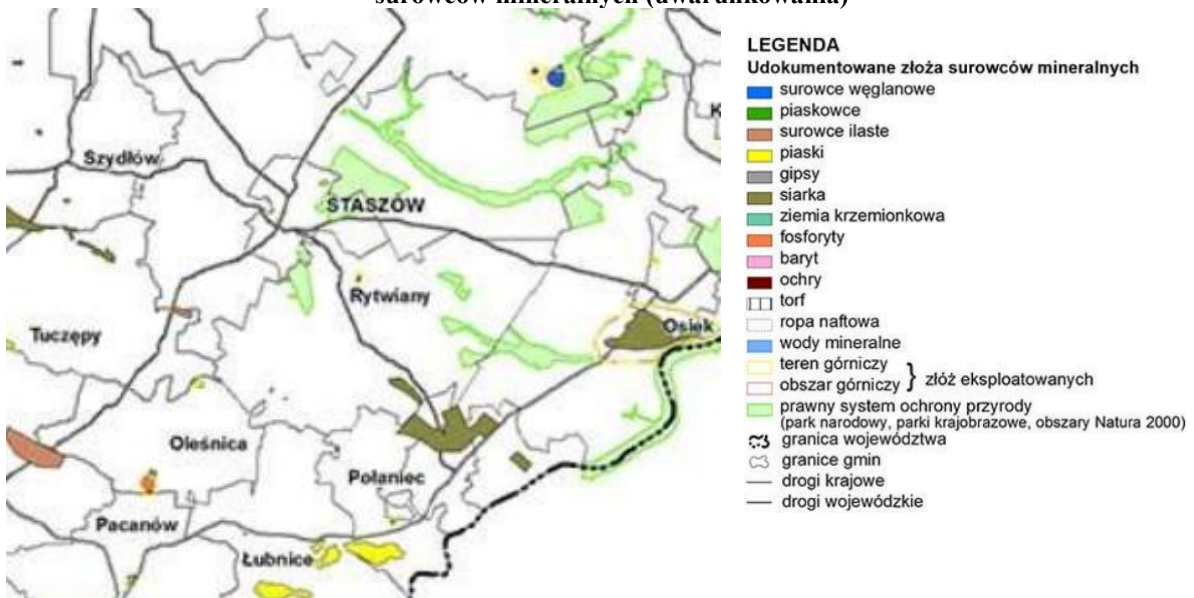 surowców mineralnych (uwarunkowania)
Szydłów
STASZÓW
Rytwiany
Tuczępy
Osiek
Oleśnica
Połaniec
Pacanów
Łubnice
K
LEGENDA
Udokumentowane złoża surowców mineralnych
surowce węglanowe
piaskowce
surowce ilaste
piaski
gipsy
siarka
ziemia krzemionkowa
fosforyty
baryt
ochry
torf
ropa naftowa
wody mineralne
teren górniczy
obszar górniczy } złóż eksploatowanych
prawny system ochrony przyrody
(park narodowy, parki krajobrazowe, obszary Natura 2000)
granica województwa
granice gmin
drogi krajowe
drogi wojewódzkie